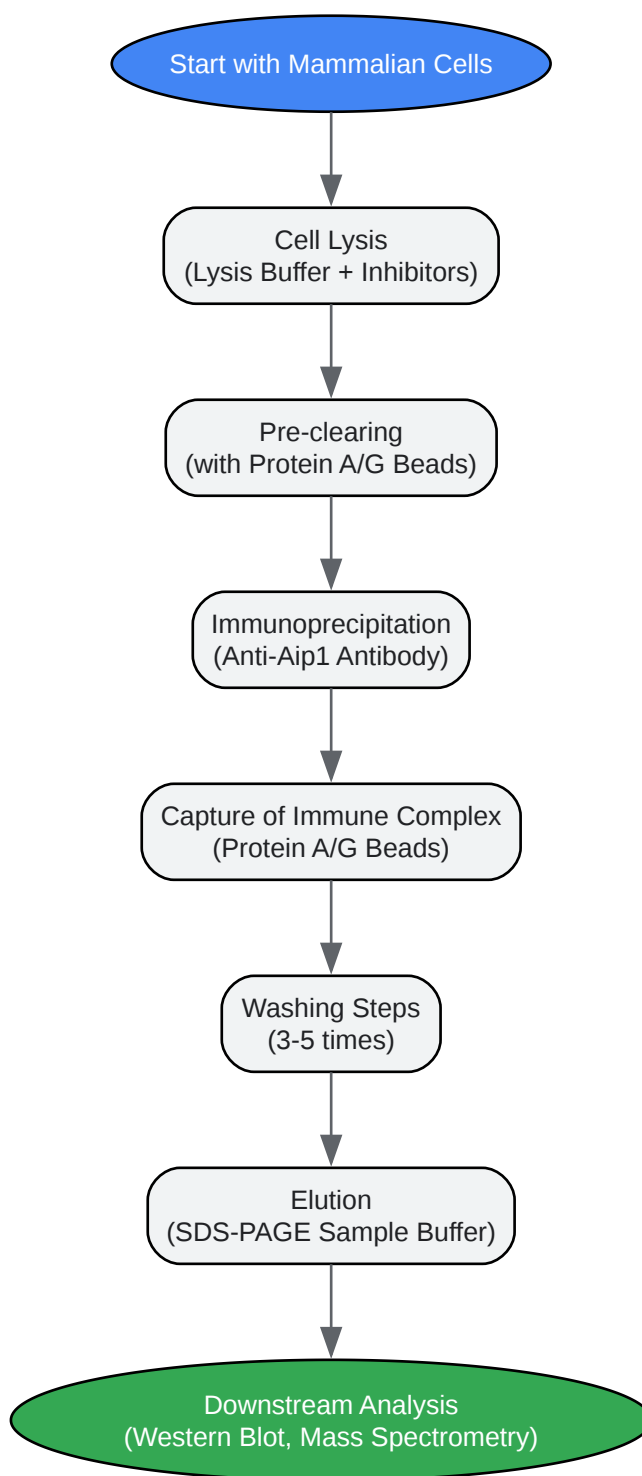 Start with Mammalian Cells
Cell Lysis
(Lysis Buffer + Inhibitors)
Pre-clearing
(with Protein A/G Beads)
Immunoprecipitation
(Anti-Aip1 Antibody)
Capture of Immune Complex
(Protein A/G Beads)
Washing Steps
(3-5 times)
Elution
(SDS-PAGE Sample Buffer)
Downstream Analysis
(Western Blot, Mass Spectrometry)